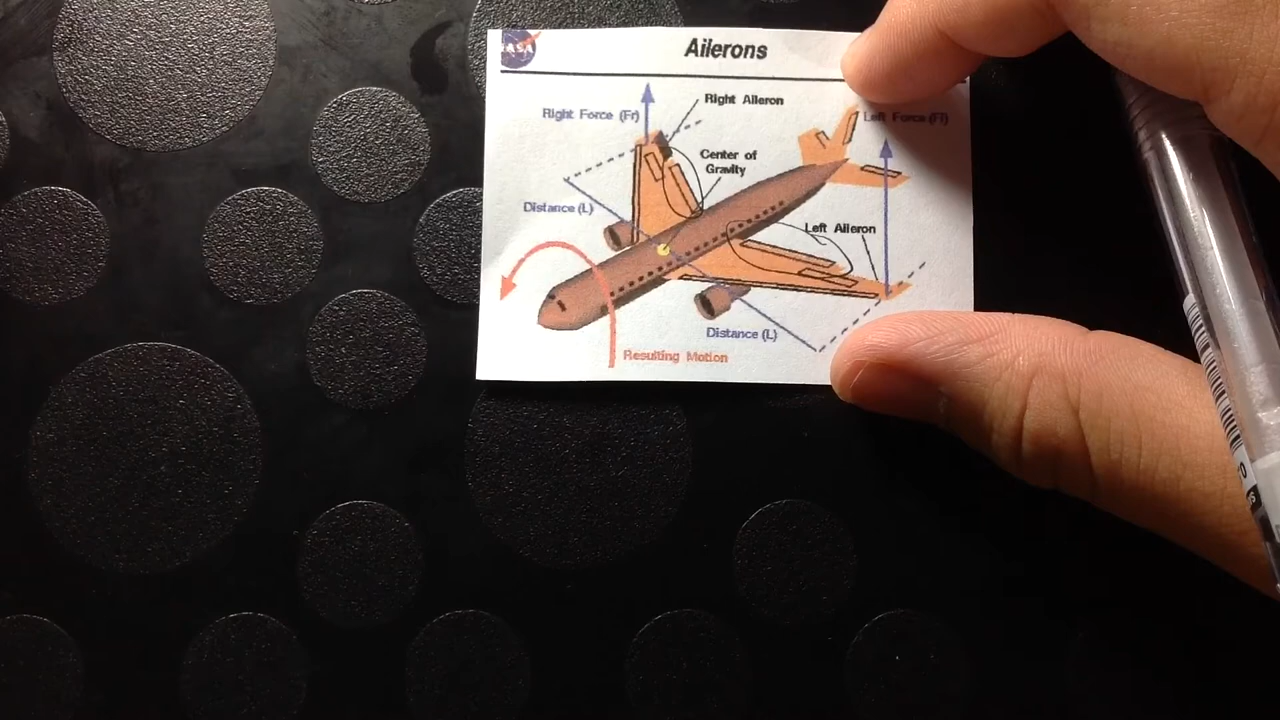 NASA
Ailerons
Right Aileron
Right Force (Fr)
Left Force (Fl)
Center of
Gravity
Distance (L)
Left Aileron
Distance (L)
Resulting Motion